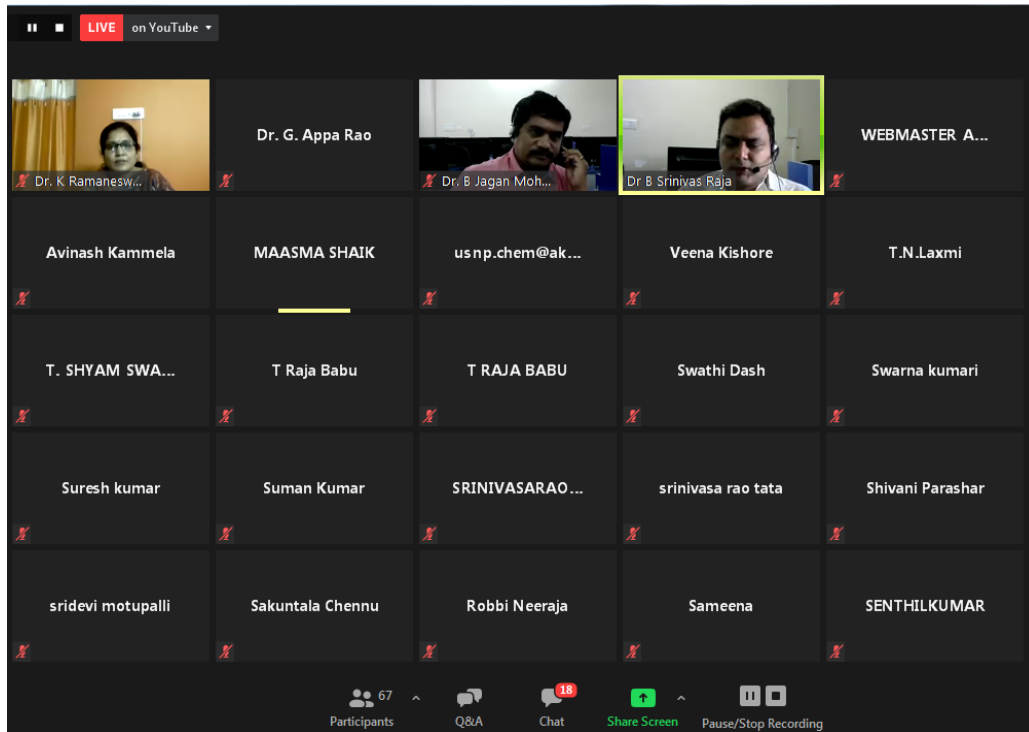 LIVE on YouTube
Dr. K Ramanesw...
Dr. G. Appa Rao
Dr. B Jagan Moh...
Dr B Srinivas Raja
WEBMASTER A...
Avinash Kammela
MAASMA SHAIK
usnp.chem@ak...
Veena Kishore
T.N.Laxmi
T. SHYAM SWA...
T Raja Babu
T RAJA BABU
Swathi Dash
Swarna kumari
Suresh kumar
Suman Kumar
SRINIVASARAO...
srinivasa rao tata
Shivani Parashar
sridevi motupalli
Sakuntala Chennu
Robbi Neeraja
Sameena
SENTHILKUMAR
67
Participants
Q&A
18
Chat
Share Screen
Pause/Stop Recording